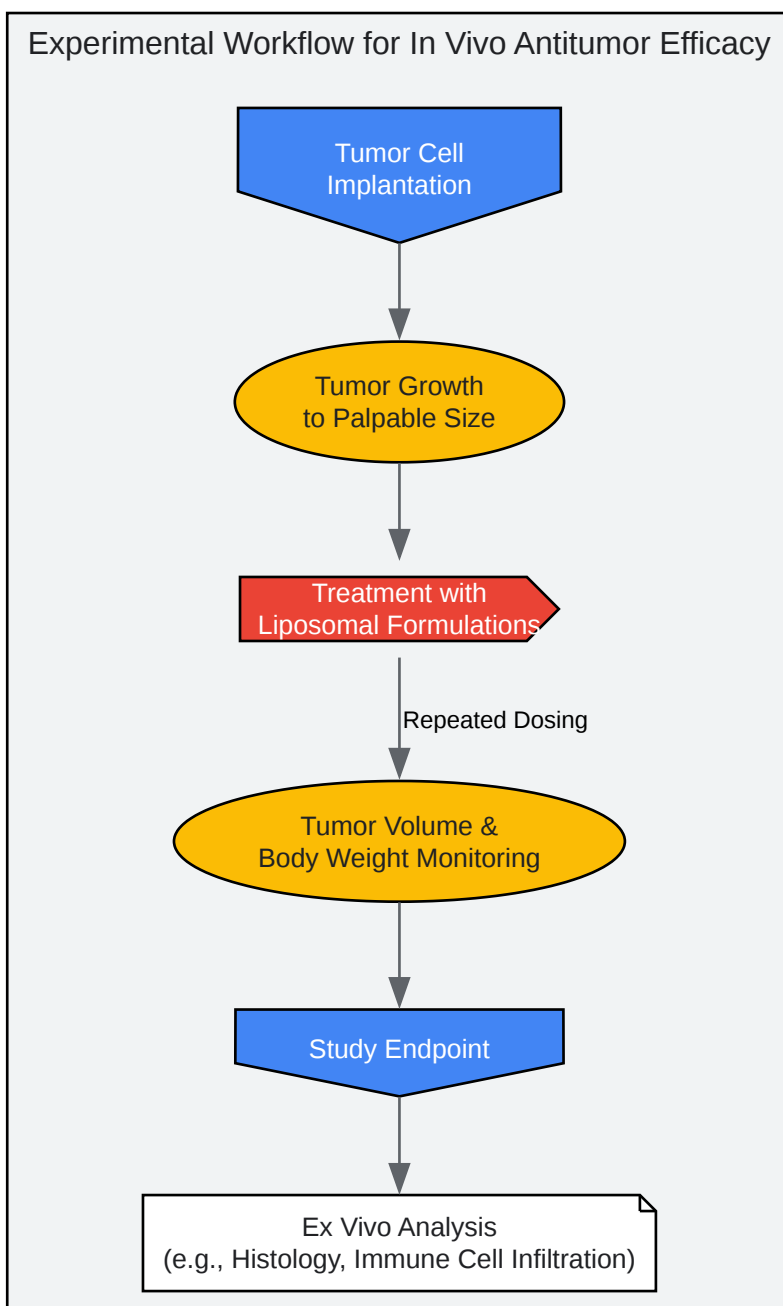 Experimental Workflow for In Vivo Antitumor Efficacy
Tumor Cell
Implantation
Tumor Growth
to Palpable Size
Treatment with
Liposomal Formulations
Repeated Dosing
Tumor Volume &
Body Weight Monitoring
Study Endpoint
Ex Vivo Analysis
(e.g., Histology, Immune Cell Infiltration)